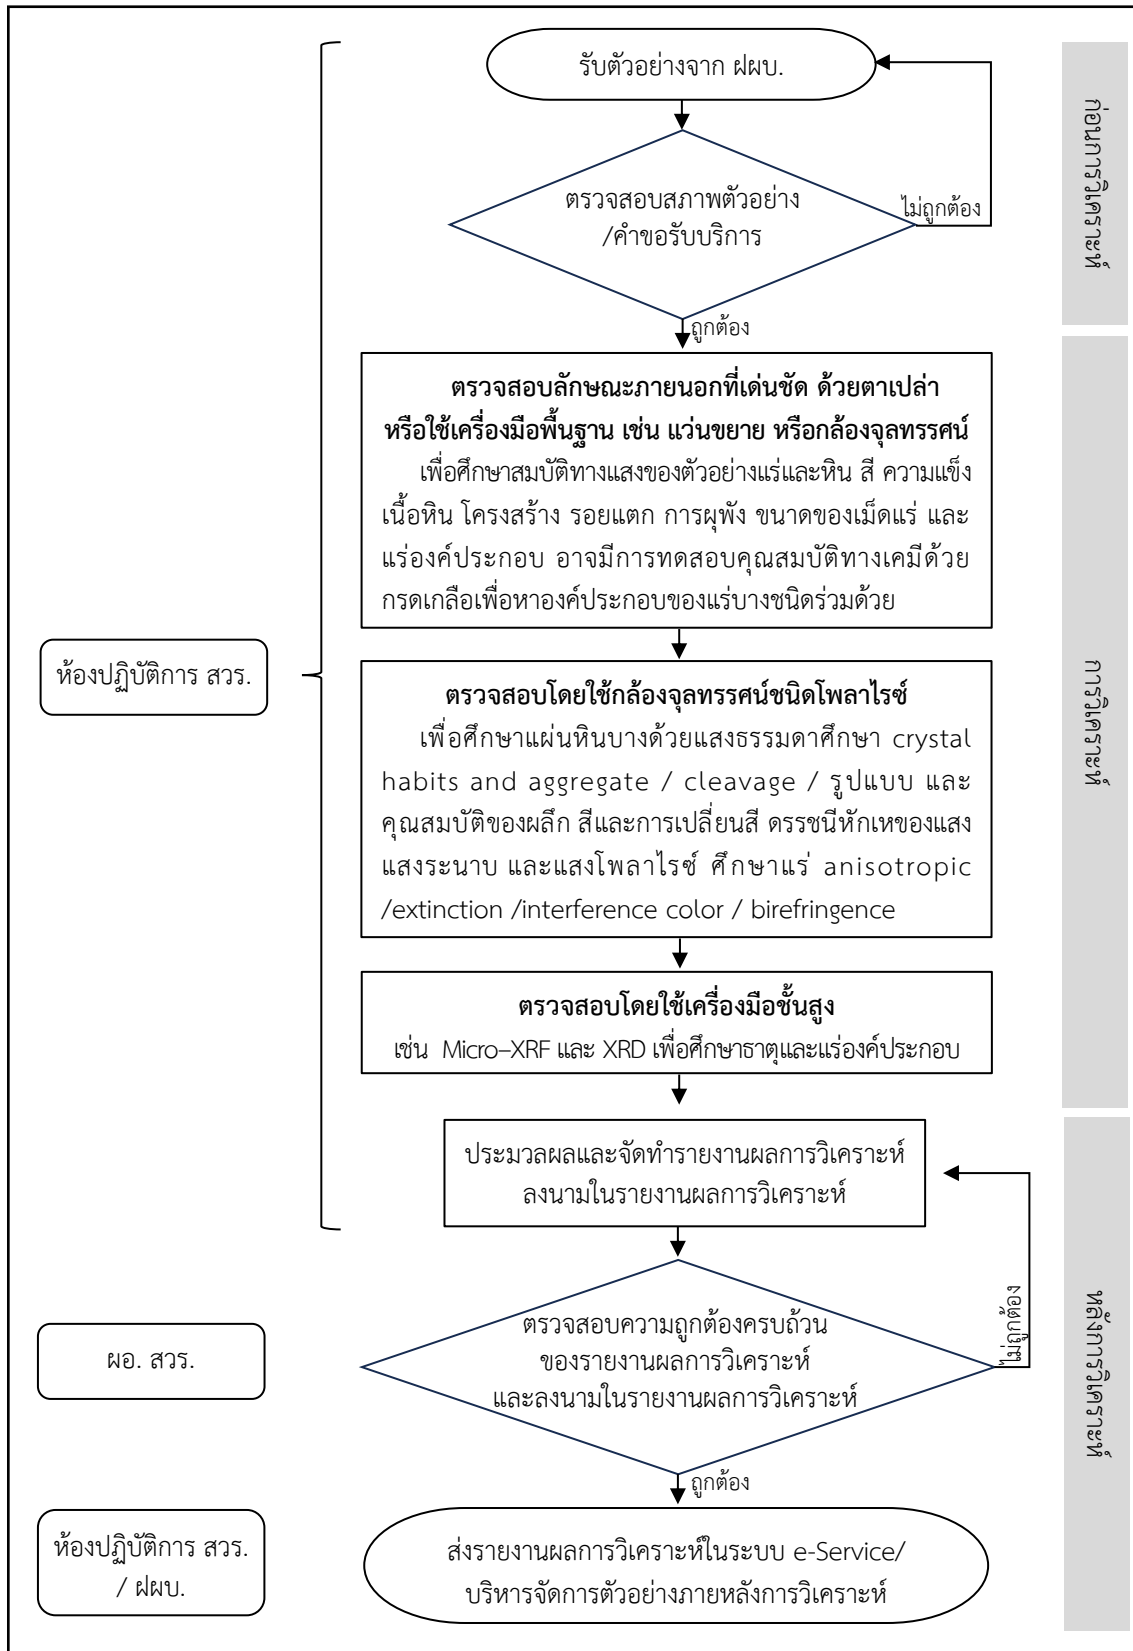 รับตัวอย่างจาก ฝผบ.
ก่อนการวิเคราะห์
ตรวจสอบสภาพตัวอย่าง
/คำขอรับบริการ
ไม่ถูกต้อง
ถูกต้อง
ตรวจสอบลักษณะภายนอกที่เด่นชัด ด้วยตาเปล่า
หรือใช้เครื่องมือพื้นฐาน เช่น แว่นขยาย หรือกล้องจุลทรรศน์
เพื่อศึกษาสมบัติทางแสงของตัวอย่างแร่และหิน สี ความแข็ง
เนื้อหิน โครงสร้าง รอยแตก การผุพัง ขนาดของเม็ดแร่ และ
แร่องค์ประกอบ อาจมีการทดสอบคุณสมบัติทางเคมีด้วย
กรดเกลือเพื่อหาองค์ประกอบของแร่บางชนิดร่วมด้วย
ห้องปฏิบัติการ สวร.
การวิเคราะห์
ตรวจสอบโดยใช้กล้องจุลทรรศน์ชนิดโพลาไรซ์
เพื่อศึกษาแผ่นหินบางด้วยแสงธรรมดาศึกษา crystal
habits and aggregate / cleavage / รูปแบบ และ
คุณสมบัติของผลึก สีและการเปลี่ยนสี ดรรชนีหักเหของแสง
แสงระนาบ และแสงโพลาไรซ์ ศึกษาแร่ anisotropic
/extinction /interference color / birefringence
ตรวจสอบโดยใช้เครื่องมือชั้นสูง
เช่น Micro–XRF และ XRD เพื่อศึกษาธาตุและแร่องค์ประกอบ
ประมวลผลและจัดทำรายงานผลการวิเคราะห์
ลงนามในรายงานผลการวิเคราะห์
หลังการวิเคราะห์
ผอ. สวร.
ตรวจสอบความถูกต้องครบถ้วน
ของรายงานผลการวิเคราะห์
และลงนามในรายงานผลการวิเคราะห์
ไม่ถูกต้อง
ถูกต้อง
ห้องปฏิบัติการ สวร.
/ ฝผบ.
ส่งรายงานผลการวิเคราะห์ในระบบ e-Service/
บริหารจัดการตัวอย่างภายหลังการวิเคราะห์